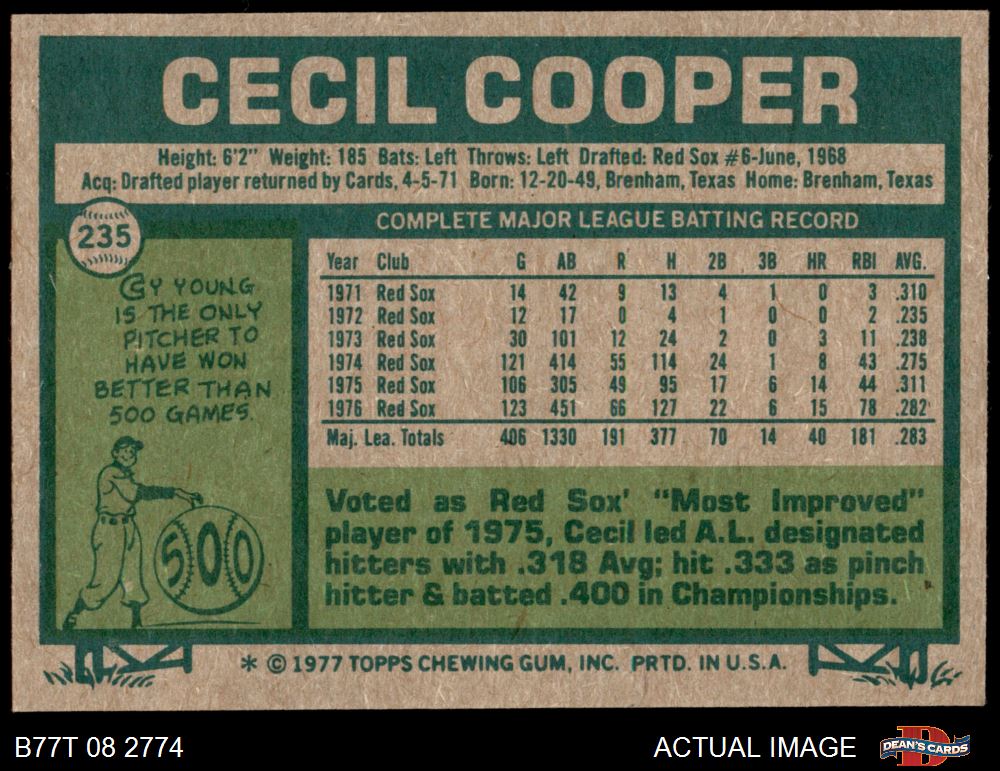 CECIL COOPER
Height: 6'2" Weight: 185 Bats: Left Throws: Left Drafted: Red Sox #6-June, 1968
Acq: Drafted player returned by Cards, 4-5-71 Born: 12-20-49, Brenham, Texas Home: Brenham, Texas
235
CY YOUNG
IS THE ONLY
PITCHER TO
HAVE WON
BETTER THAN
500 GAMES.
500
COMPLETE MAJOR LEAGUE BATTING RECORD
Year Club G AB R H 2B 3B HR RBI AVG.
1971 Red Sox 14 42 9 13 4 1 0 3 .310
1972 Red Sox 12 17 0 4 1 0 0 2 .235
1973 Red Sox 30 101 12 24 2 0 3 11 .238
1974 Red Sox 121 414 55 114 24 1 8 43 .275
1975 Red Sox 106 305 49 95 17 6 14 44 .311
1976 Red Sox 123 451 66 127 22 6 15 78 .282
Maj. Lea. Totals 406 1330 191 377 70 14 40 181 .283
Voted as Red Sox' "Most Improved"
player of 1975, Cecil led A.L. designated
hitters with .318 Avg; hit .333 as pinch
hitter & batted .400 in Championships.
* © 1977 TOPPS CHEWING GUM, INC. PRTD. IN U.S.A.
B77T 08 2774
ACTUAL IMAGE
DEAN'S CARDS